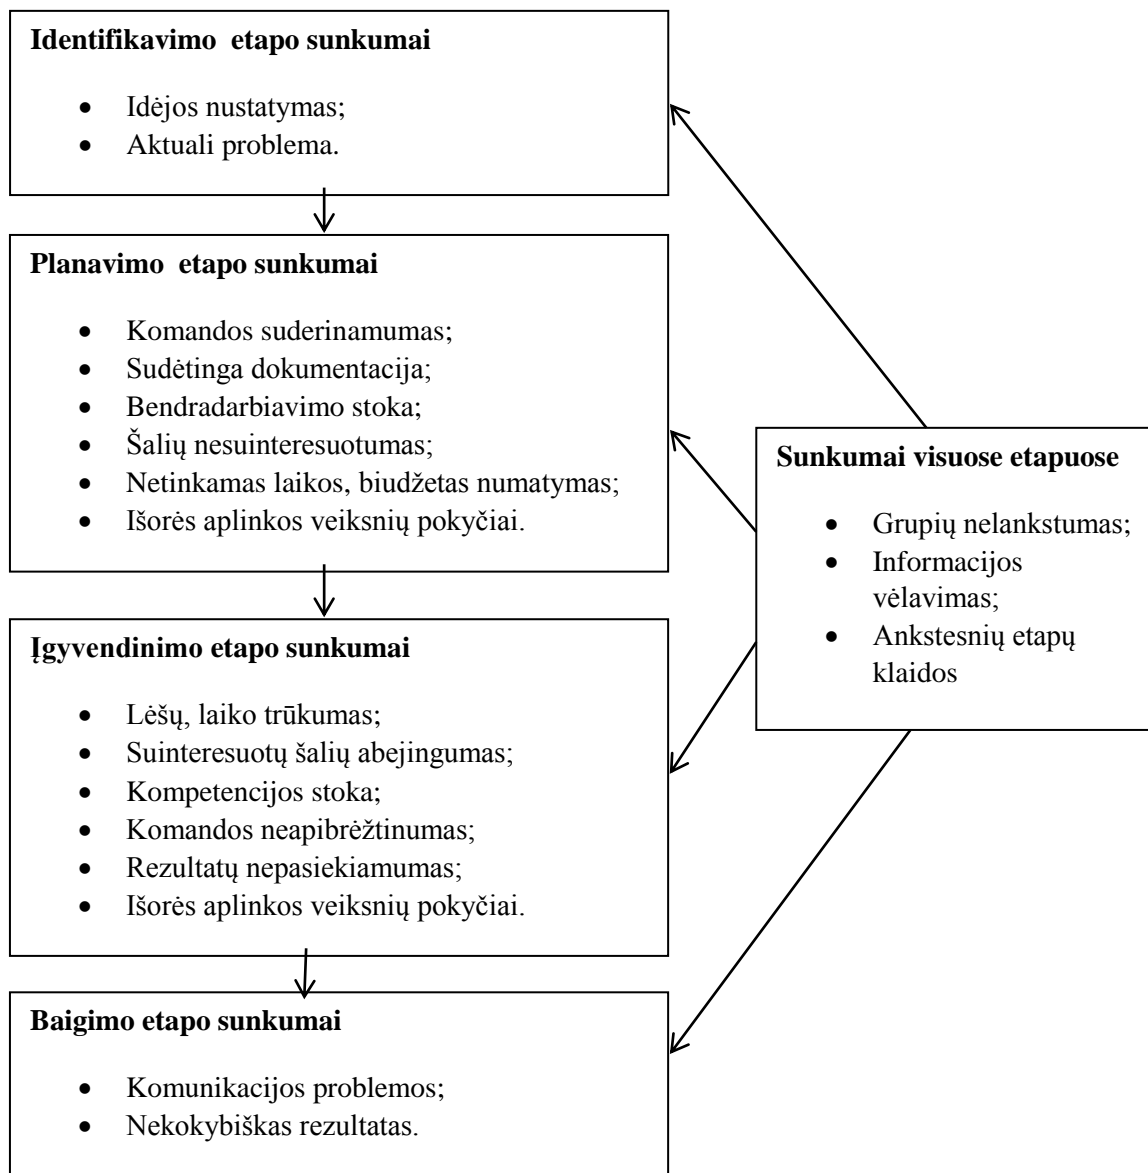 Identifikavimo etapo sunkumai
• Idėjos nustatymas;
• Aktuali problema.
Planavimo etapo sunkumai
• Komandos suderinamumas;
• Sudėtinga dokumentacija;
• Bendradarbiavimo stoka;
• Šalių nesuinteresuotumas;
• Netinkamas laikos, biudžetas numatymas;
• Išorės aplinkos veiksnių pokyčiai.
Įgyvendinimo etapo sunkumai
• Lėšų, laiko trūkumas;
• Suinteresuotų šalių abejingumas;
• Kompetencijos stoka;
• Komandos neapibrėžtinumas;
• Rezultatų nepasiekiamumas;
• Išorės aplinkos veiksnių pokyčiai.
Baigimo etapo sunkumai
• Komunikacijos problemos;
• Nekokybiškas rezultatas.
Sunkumai visuose etapuose
• Grupių nelankstumas;
• Informacijos
vėlavimas;
• Ankstesnių etapų
klaidos